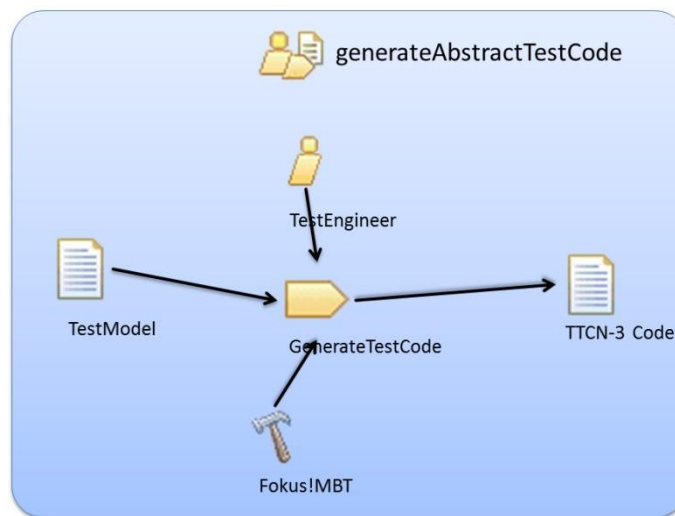 generateAbstractTestCode
TestEngineer
TestModel
GenerateTestCode
TTCN-3 Code
Fokus!MBT